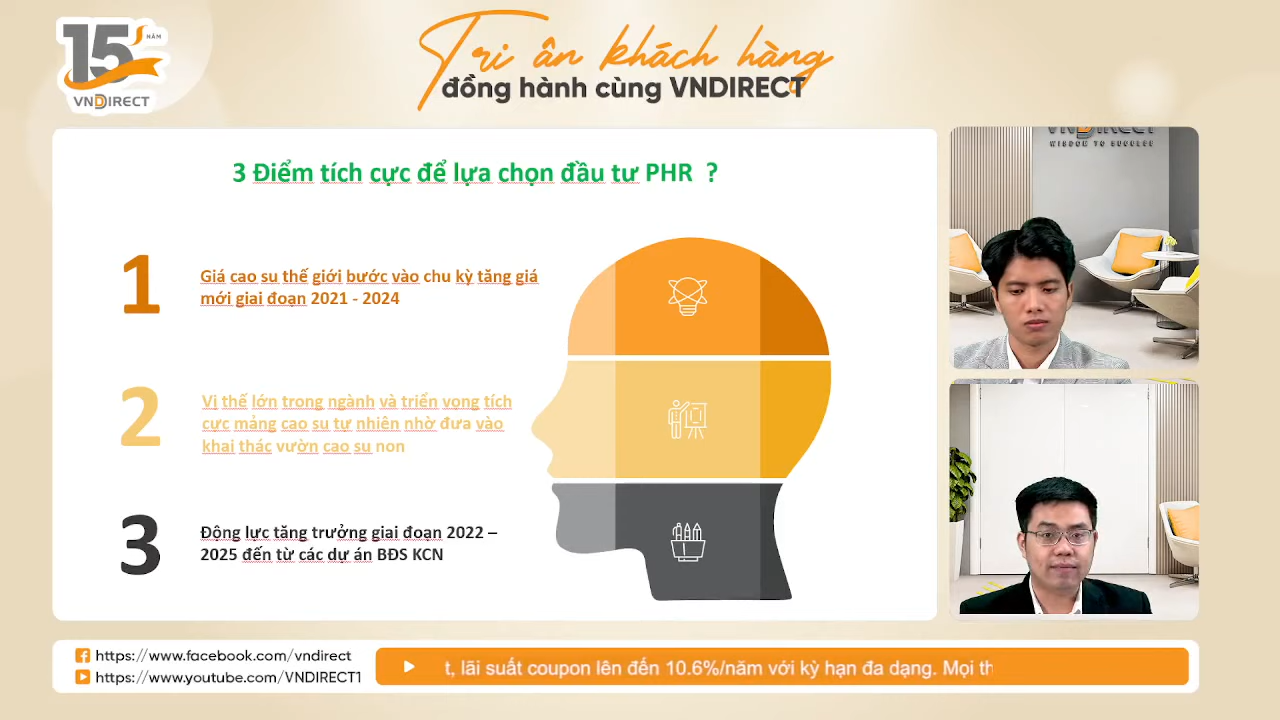 15 NĂM
VNDIRECT
Tri ân khách hàng
đồng hành cùng VNDIRECT
3 Điểm tích cực để lựa chọn đầu tư PHR ?
1
Giá cao su thế giới bước vào chu kỳ tăng giá
mới giai đoạn 2021 - 2024
2
Vị thế lớn trong ngành và triển vọng tích
cực mảng cao su tự nhiên nhờ đưa vào
khai thác vườn cao su non
3
Động lực tăng trưởng giai đoạn 2022 –
2025 đến từ các dự án BĐS KCN
VNDIRECT
WISDOM TO SUCCESS
https://www.facebook.com/vndirect
https://www.youtube.com/VNDIRECT1
t, lãi suất coupon lên đến 10.6%/năm với kỳ hạn đa dạng. Mọi th